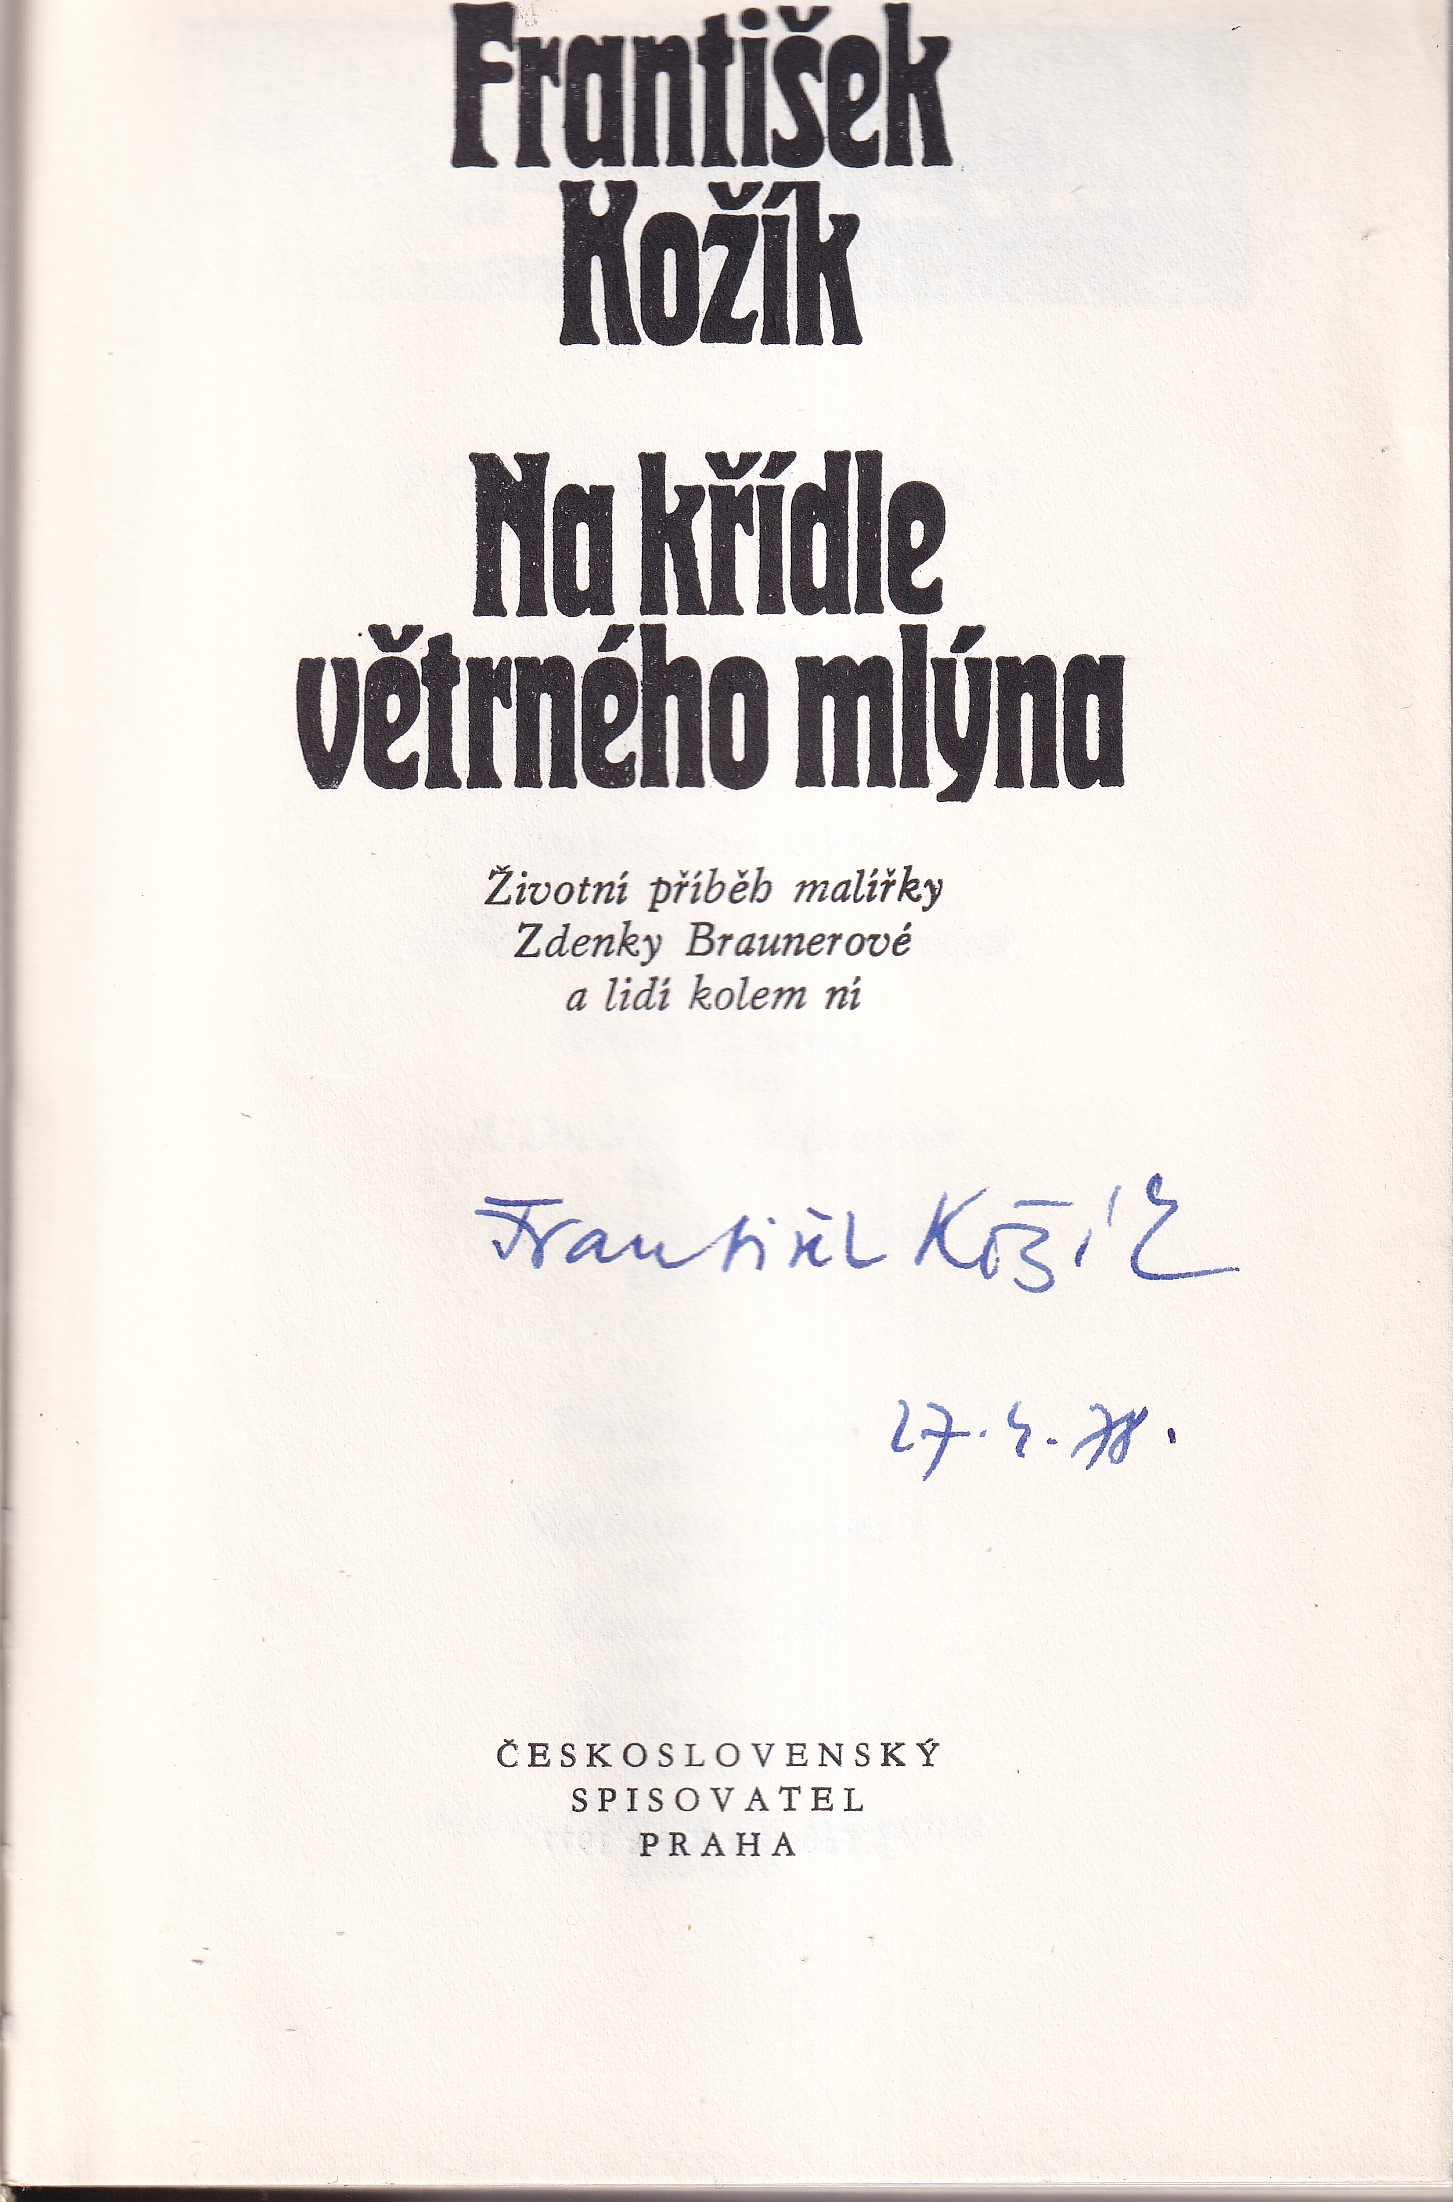 František
Kožík
Na křídle
větrného mlýna
Životní příběh malířky
Zdenky Braunerové
a lidí kolem ní
František Kožík
27. 4. 78.
ČESKOSLOVENSKÝ
SPISOVATEL
PRAHA